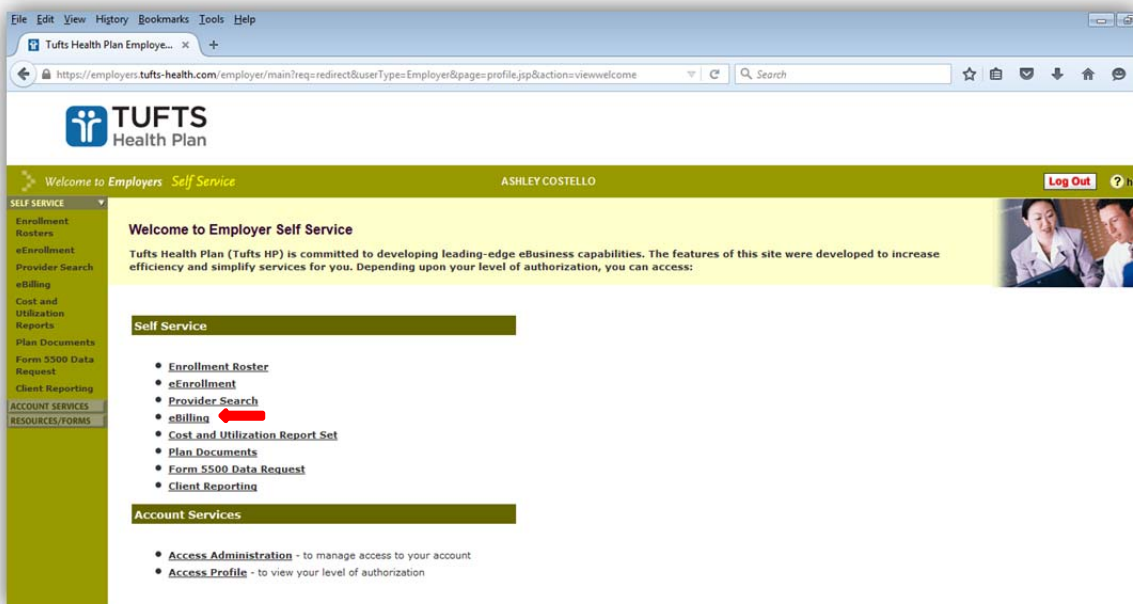 File Edit View History Bookmarks Tools Help
Tufts Health Plan Employe... × +
https://employers.tufts-health.com/employer/main?req=redirect&userType=Employer&page=profile.jsp&action=viewwelcome Search
TUFTS
Health Plan
Welcome to Employers Self Service ASHLEY COSTELLO Log Out ? h
SELF SERVICE
Enrollment
Rosters
eEnrollment
Provider Search
eBilling
Cost and
Utilization
Reports
Plan Documents
Form 5500 Data
Request
Client Reporting
ACCOUNT SERVICES
RESOURCES/FORMS
Welcome to Employer Self Service
Tufts Health Plan (Tufts HP) is committed to developing leading-edge eBusiness capabilities. The features of this site were developed to increase
efficiency and simplify services for you. Depending upon your level of authorization, you can access:
Self Service
• Enrollment Roster
• eEnrollment
• Provider Search
• eBilling
• Cost and Utilization Report Set
• Plan Documents
• Form 5500 Data Request
• Client Reporting
Account Services
• Access Administration - to manage access to your account
• Access Profile - to view your level of authorization